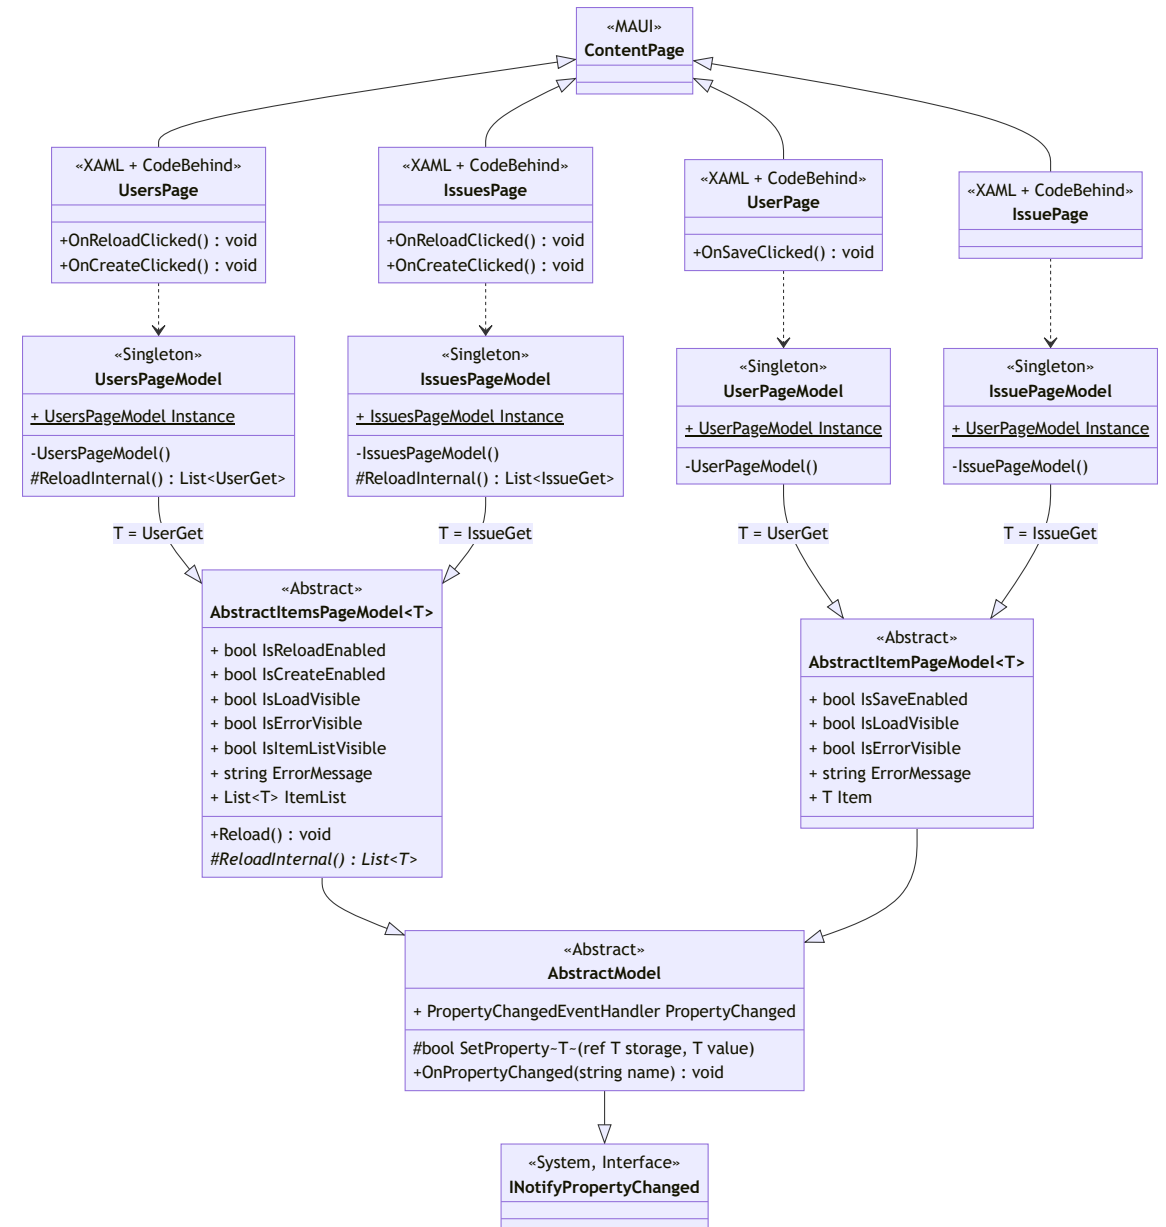 «MAUI»
ContentPage
«XAML + CodeBehind»
UsersPage
+OnReloadClicked() : void
+OnCreateClicked() : void
«XAML + CodeBehind»
IssuesPage
+OnReloadClicked() : void
+OnCreateClicked() : void
«XAML + CodeBehind»
UserPage
+OnSaveClicked() : void
«XAML + CodeBehind»
IssuePage
«Singleton»
UsersPageModel
+ UsersPageModel Instance
-UsersPageModel()
#ReloadInternal() : List<UserGet>
«Singleton»
IssuesPageModel
+ IssuesPageModel Instance
-IssuesPageModel()
#ReloadInternal() : List<IssueGet>
«Singleton»
UserPageModel
+ UserPageModel Instance
-UserPageModel()
«Singleton»
IssuePageModel
+ UserPageModel Instance
-IssuePageModel()
T = UserGet
T = IssueGet
T = UserGet
T = IssueGet
«Abstract»
AbstractItemsPageModel<T>
+ bool IsReloadEnabled
+ bool IsCreateEnabled
+ bool IsLoadVisible
+ bool IsErrorVisible
+ bool IsItemListVisible
+ string ErrorMessage
+ List<T> ItemList
+Reload() : void
#ReloadInternal() : List<T>
«Abstract»
AbstractItemPageModel<T>
+ bool IsSaveEnabled
+ bool IsLoadVisible
+ bool IsErrorVisible
+ string ErrorMessage
+ T Item
«Abstract»
AbstractModel
+ PropertyChangedEventHandler PropertyChanged
#bool SetProperty~T~(ref T storage, T value)
+OnPropertyChanged(string name) : void
«System, Interface»
INotifyPropertyChanged